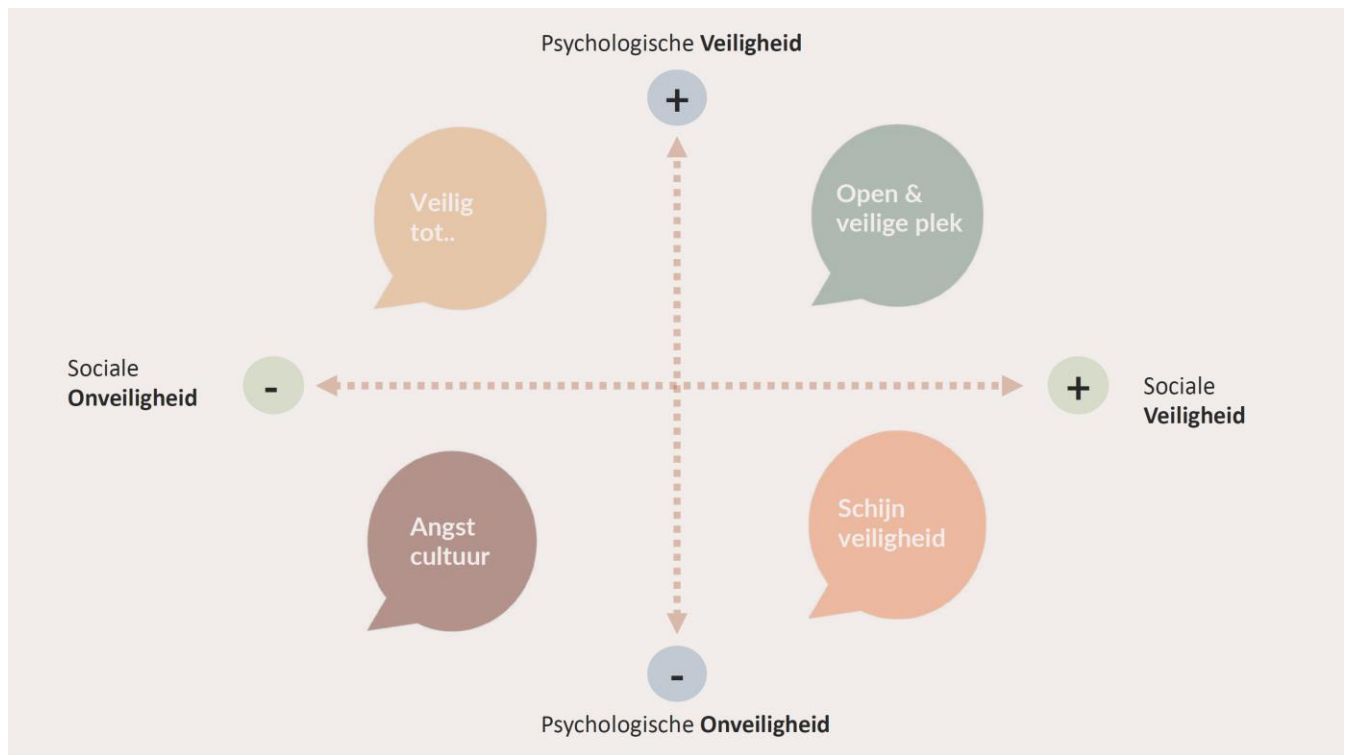 Psychologische Veiligheid
+
Veilig
tot..
Open &
veilige plek
Sociale
Onveiligheid
-
+
Sociale
Veiligheid
Angst
cultuur
Schijn
veiligheid
-
Psychologische Onveiligheid